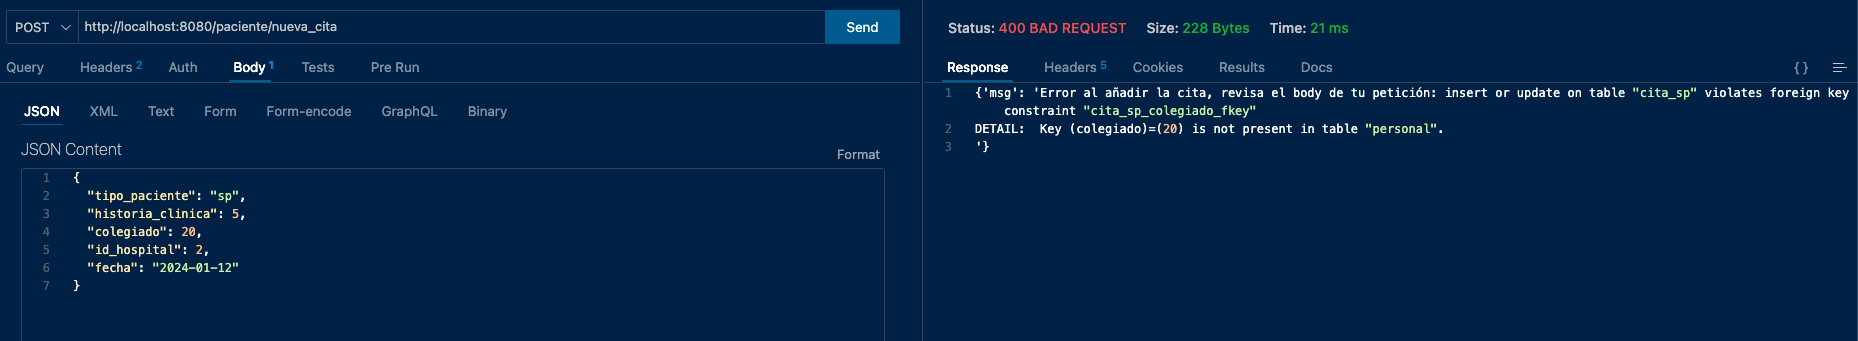 POST http://localhost:8080/paciente/nueva_cita Send
Query Headers 2 Auth Body 1 Tests Pre Run
JSON XML Text Form Form-encode GraphQL Binary
JSON Content
Format
1 {
2 "tipo_paciente": "sp",
3 "historia_clinica": 5,
4 "colegiado": 20,
5 "id_hospital": 2,
6 "fecha": "2024-01-12"
7 }
Status: 400 BAD REQUEST Size: 228 Bytes Time: 21 ms
Response Headers 5 Cookies Results Docs { }
1 {'msg': 'Error al añadir la cita, revisa el body de tu petición: insert or update on table "cita_sp" violates foreign key
constraint "cita_sp_colegiado_fkey"
2 DETAIL:  Key (colegiado)=(20) is not present in table "personal".
3 '}